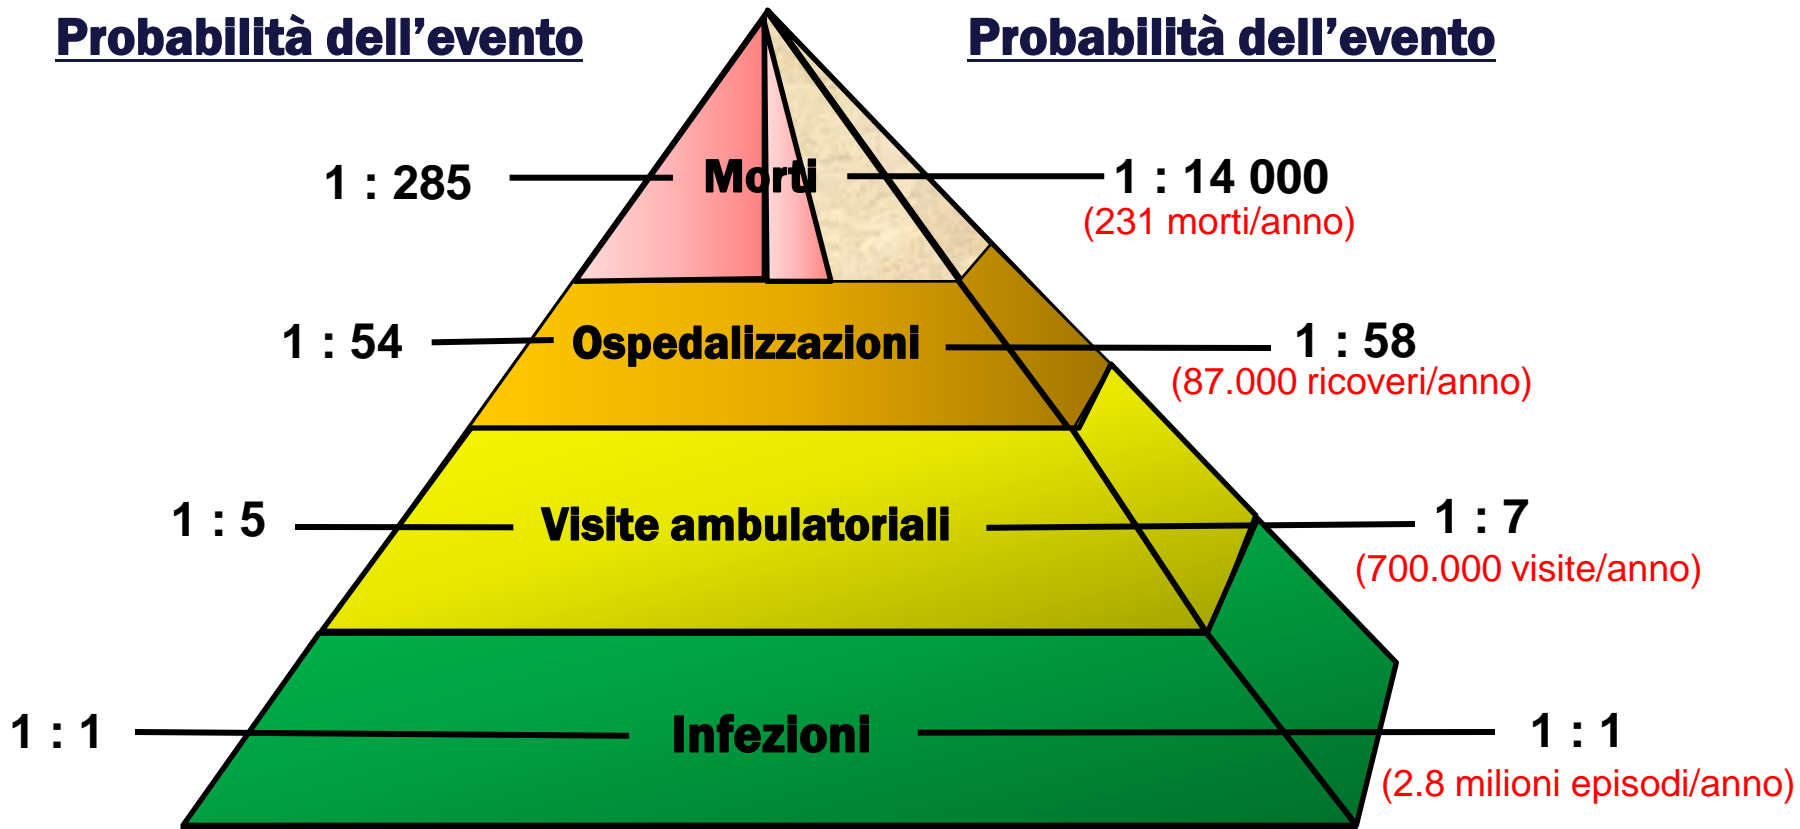 Probabilità dell'evento
Probabilità dell'evento
1 : 285
Morti
1 : 14 000
(231 morti/anno)
1 : 54
Ospedalizzazioni
1 : 58
(87.000 ricoveri/anno)
1 : 5
Visite ambulatoriali
1 : 7
(700.000 visite/anno)
1 : 1
Infezioni
1 : 1
(2.8 milioni episodi/anno)